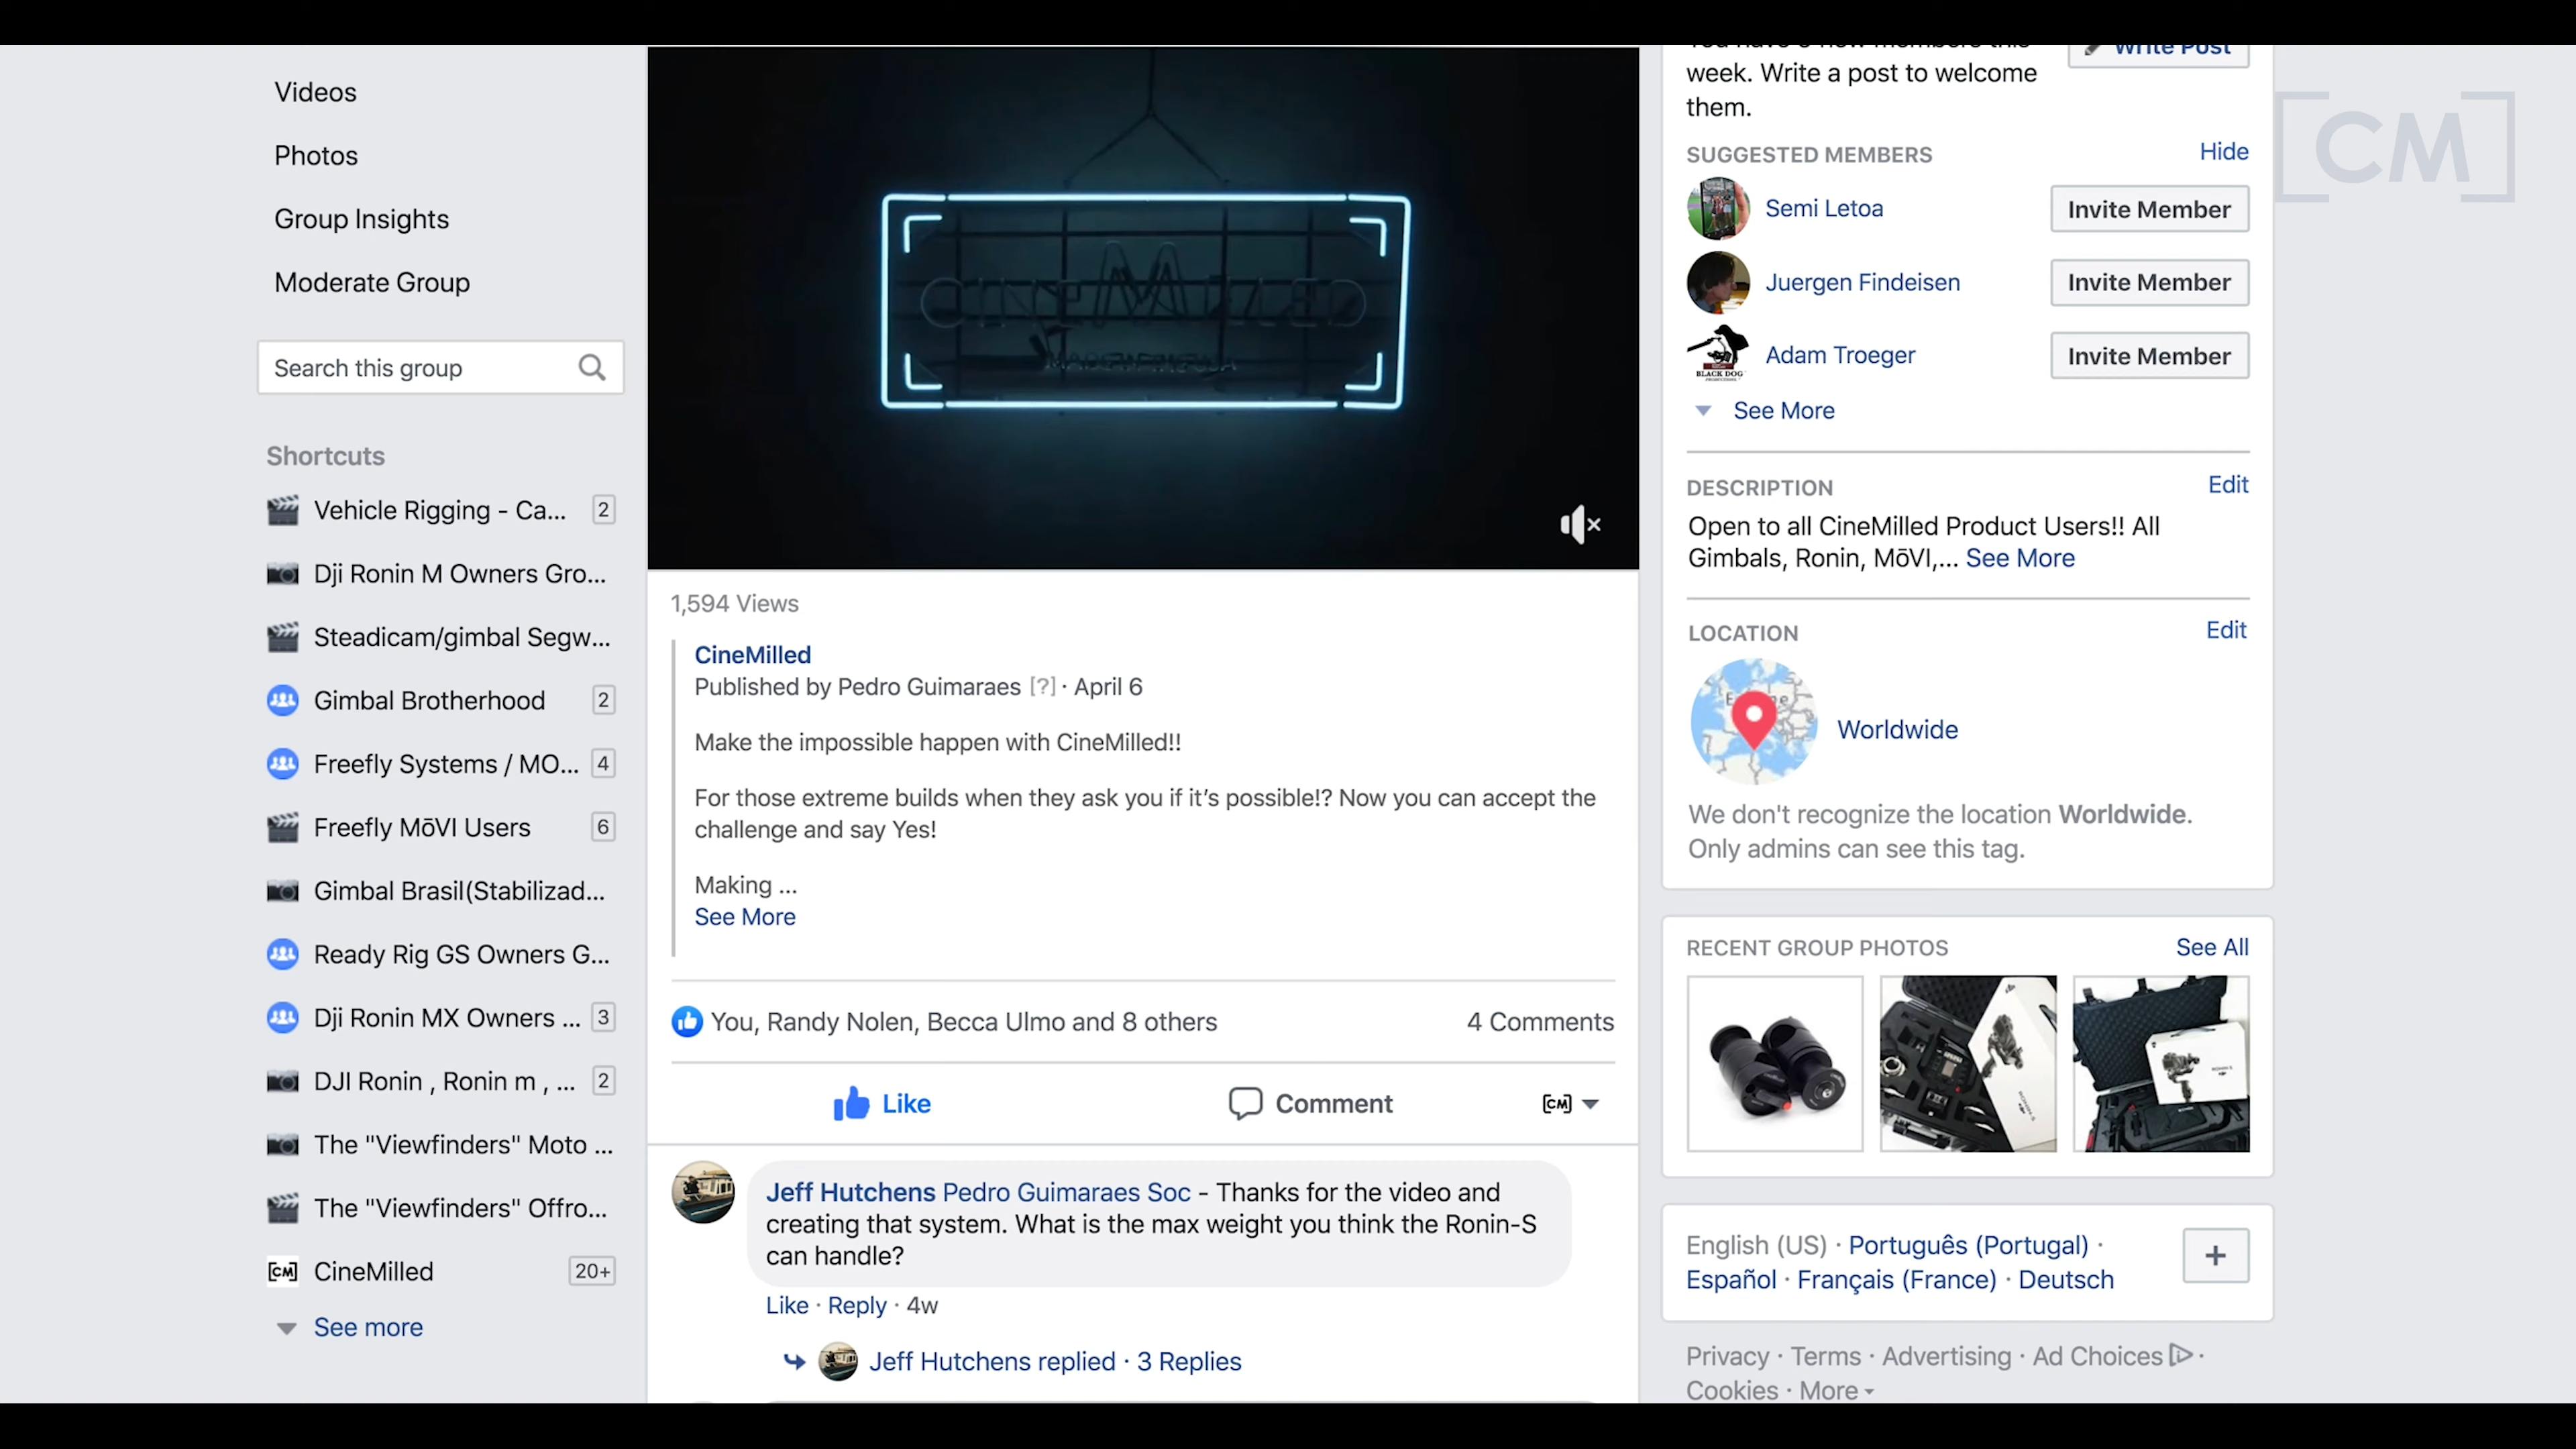 Videos
Photos
Group Insights
Moderate Group
Search this group
Shortcuts
Vehicle Rigging - Ca... 2
Dji Ronin M Owners Gro...
Steadicam/gimbal Segw...
Gimbal Brotherhood 2
Freefly Systems / MO... 4
Freefly MōVI Users 6
Gimbal Brasil(Stabilizad...
Ready Rig GS Owners G...
Dji Ronin MX Owners ... 3
DJI Ronin , Ronin m , ... 2
The "Viewfinders" Moto ...
The "Viewfinders" Offro...
[CM] CineMilled 20+
See more
CINEMILLED
MADE IN THE USA
1,594 Views
CineMilled
Published by Pedro Guimaraes [?] · April 6
Make the impossible happen with CineMilled!!
For those extreme builds when they ask you if it's possible!? Now you can accept the
challenge and say Yes!
Making ...
See More
You, Randy Nolen, Becca Ulmo and 8 others 4 Comments
Like Comment [CM]
Jeff Hutchens Pedro Guimaraes Soc - Thanks for the video and
creating that system. What is the max weight you think the Ronin-S
can handle?
Like · Reply · 4w
Jeff Hutchens replied · 3 Replies
Write Post
week. Write a post to welcome
them.
SUGGESTED MEMBERS Hide
Semi Letoa Invite Member
Juergen Findeisen Invite Member
Adam Troeger Invite Member
BLACK DOG
See More
DESCRIPTION Edit
Open to all CineMilled Product Users!! All
Gimbals, Ronin, MōVI,... See More
LOCATION Edit
Worldwide
We don't recognize the location Worldwide.
Only admins can see this tag.
RECENT GROUP PHOTOS See All
English (US) · Português (Portugal) ·
Español · Français (France) · Deutsch
Privacy · Terms · Advertising · Ad Choices ·
Cookies · More
[CM]